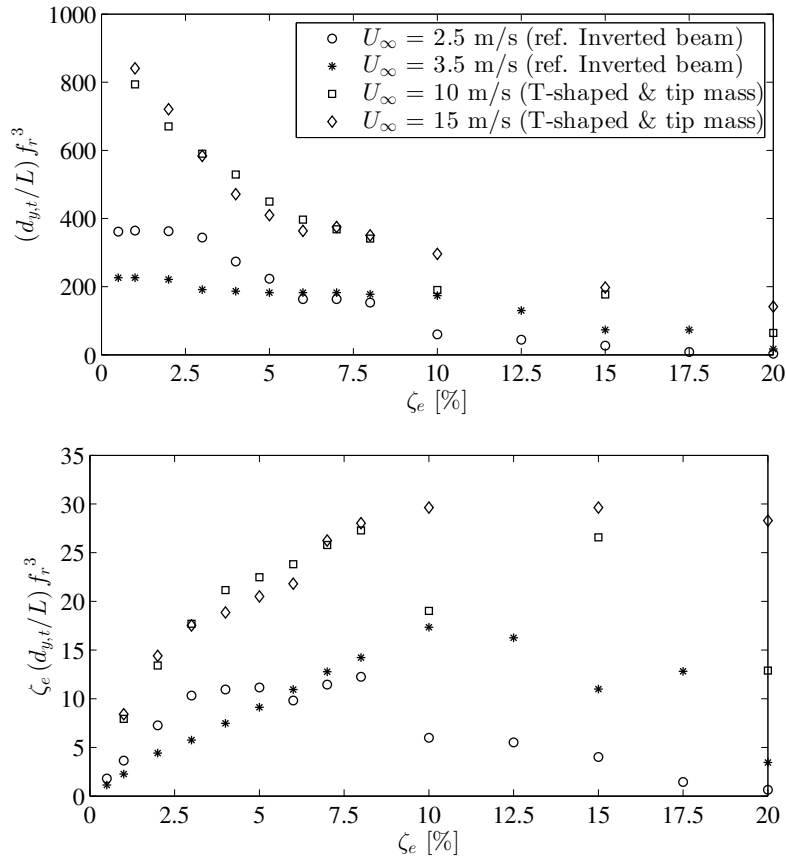 1000
800
600
400
200
0
(d_{y,t}/L) f_r^3
U_∞ = 2.5 m/s (ref. Inverted beam)
U_∞ = 3.5 m/s (ref. Inverted beam)
U_∞ = 10 m/s (T-shaped & tip mass)
U_∞ = 15 m/s (T-shaped & tip mass)
0 2.5 5 7.5 10 12.5 15 17.5 20
ζ_e [%]
35
30
25
20
15
10
5
0
ζ_e (d_{y,t}/L) f_r^3
0 2.5 5 7.5 10 12.5 15 17.5 20
ζ_e [%]